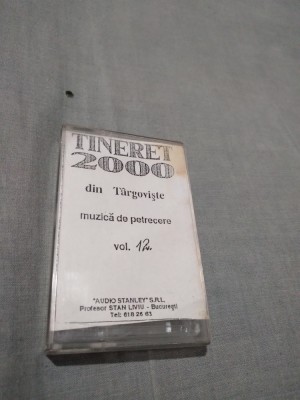 TINERET
2000
din Târgoviște
muzică de petrecere
vol. 12.
"AUDIO STANLEY" S.R.L.
Profesor STAN LIVIU - București
Tel: 618 26 63